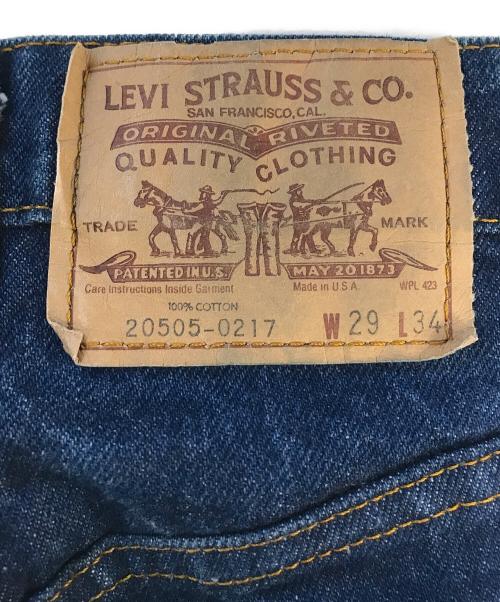 LEVI STRAUSS & CO.
SAN FRANCISCO, CAL.
ORIGINAL RIVETED
QUALITY CLOTHING
TRADE MARK
PATENTED IN U.S. MAY 20 1873
Care Instructions Inside Garment Made in U.S.A. WPL 423
100% COTTON
20505-0217 W 29 L 34